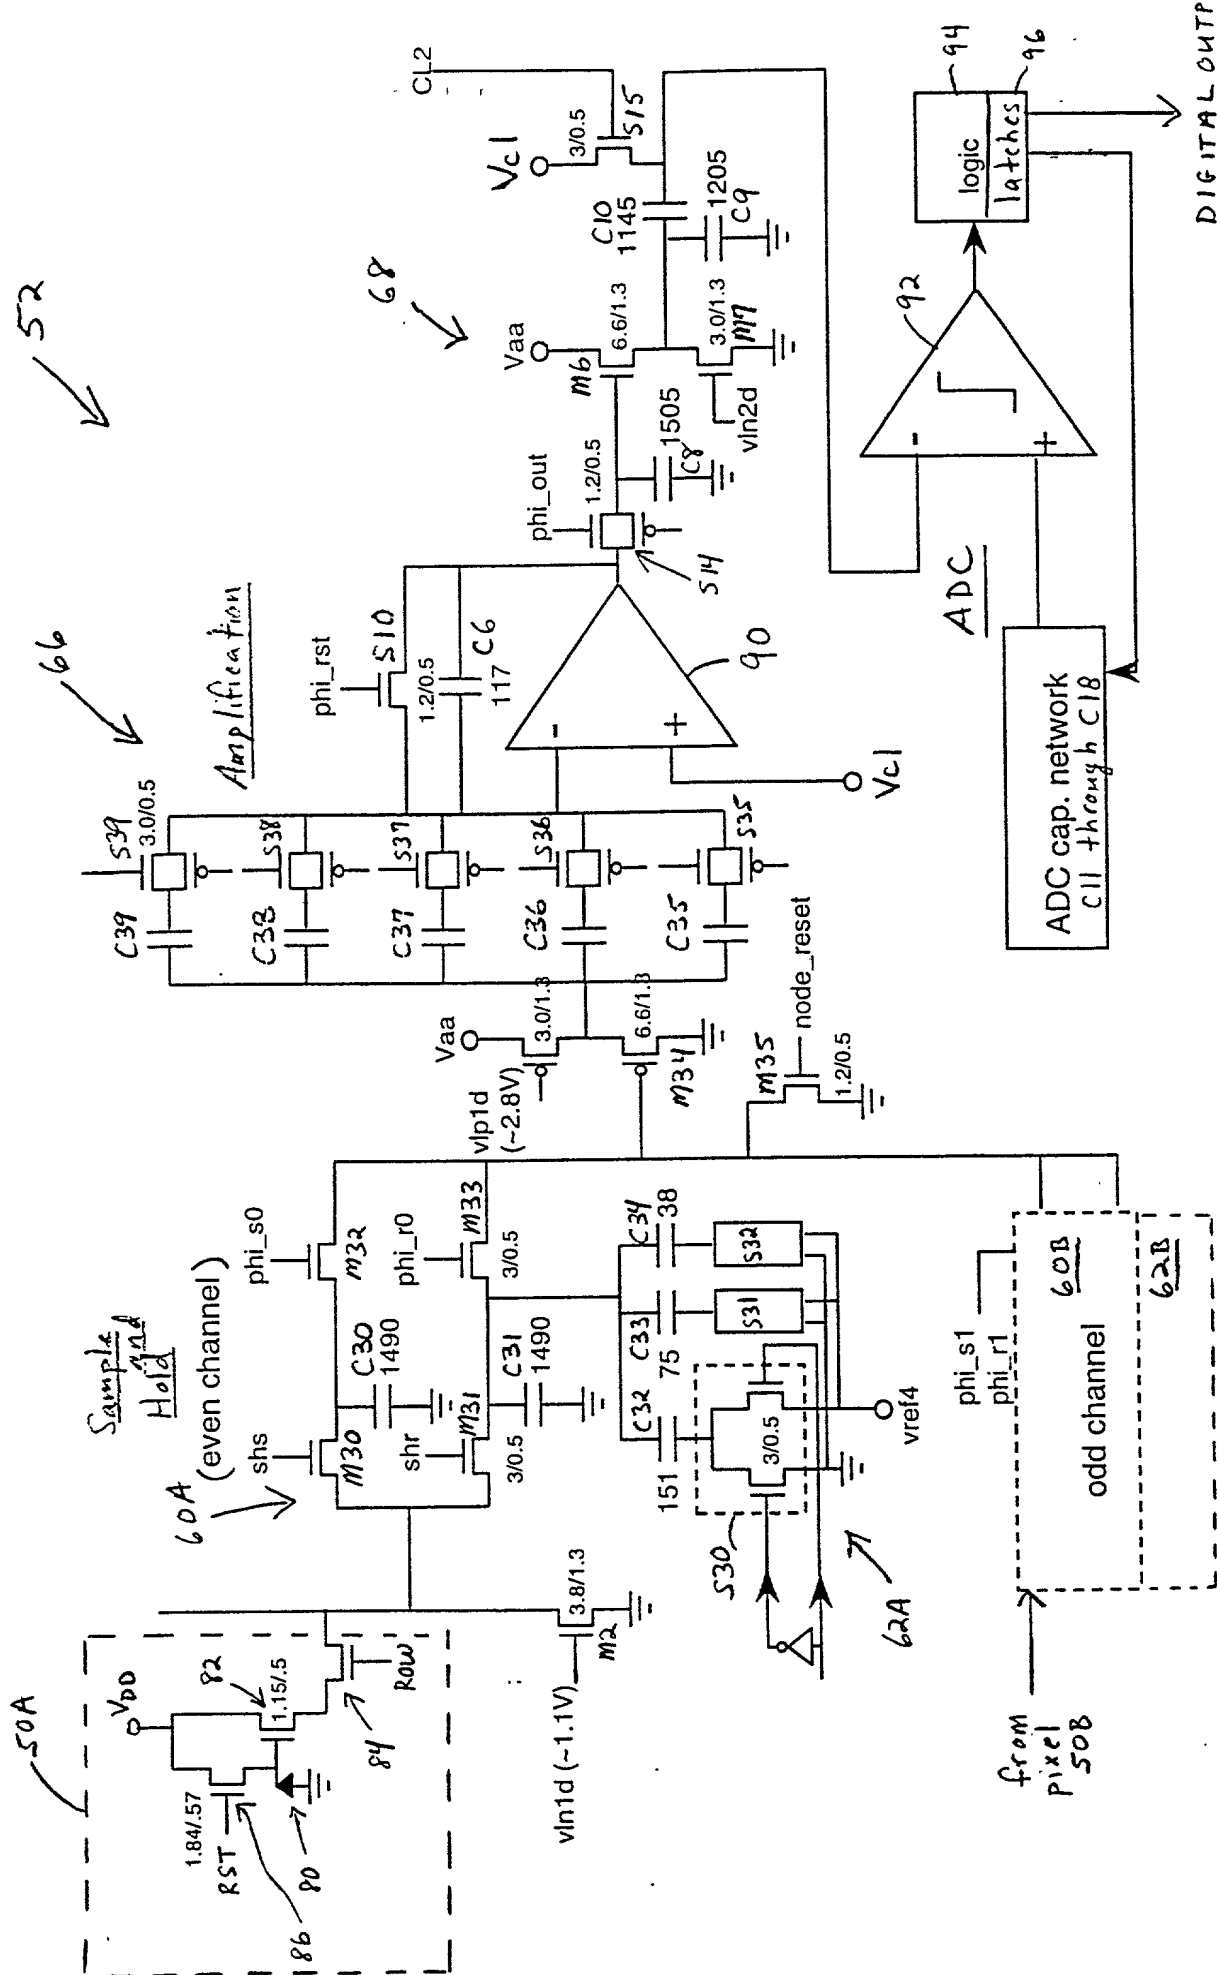 52
50A
VDD
82
1.15/.5
1.84/.57
RST
86
80
84
ROW
vln1d (~1.1V)
M2
3.8/1.3
Sample
and
Hold
60A
(even channel)
shs
M30
phi_s0
M32
C30
1490
shr
M31
3/0.5
phi_r0
M33
3/0.5
C31
1490
C32
151
C33
75
C34
38
S30
3/0.5
S31
S32
vref4
62A
from
pixel
50B
phi_s1
phi_r1
odd channel
60B
62B
Vaa
vlp1d
(~2.8V)
3.0/1.3
6.6/1.3
M34
M35
node_reset
1.2/0.5
66
Amplification
C39
S39
3.0/0.5
C38
S38
C37
S37
C36
S36
C35
S35
phi_rst
S10
1.2/0.5
C6
117
-
+
90
Vc1
phi_out
1.2/0.5
S14
C8
1505
68
Vaa
M6
6.6/1.3
3.0/1.3
M7
vln2d
C10
1145
1205
C9
Vc1
3/0.5
S15
CL2
ADC
ADC cap. network
C11 through C18
-
+
92
logic
latches
94
96
DIGITAL OUTP